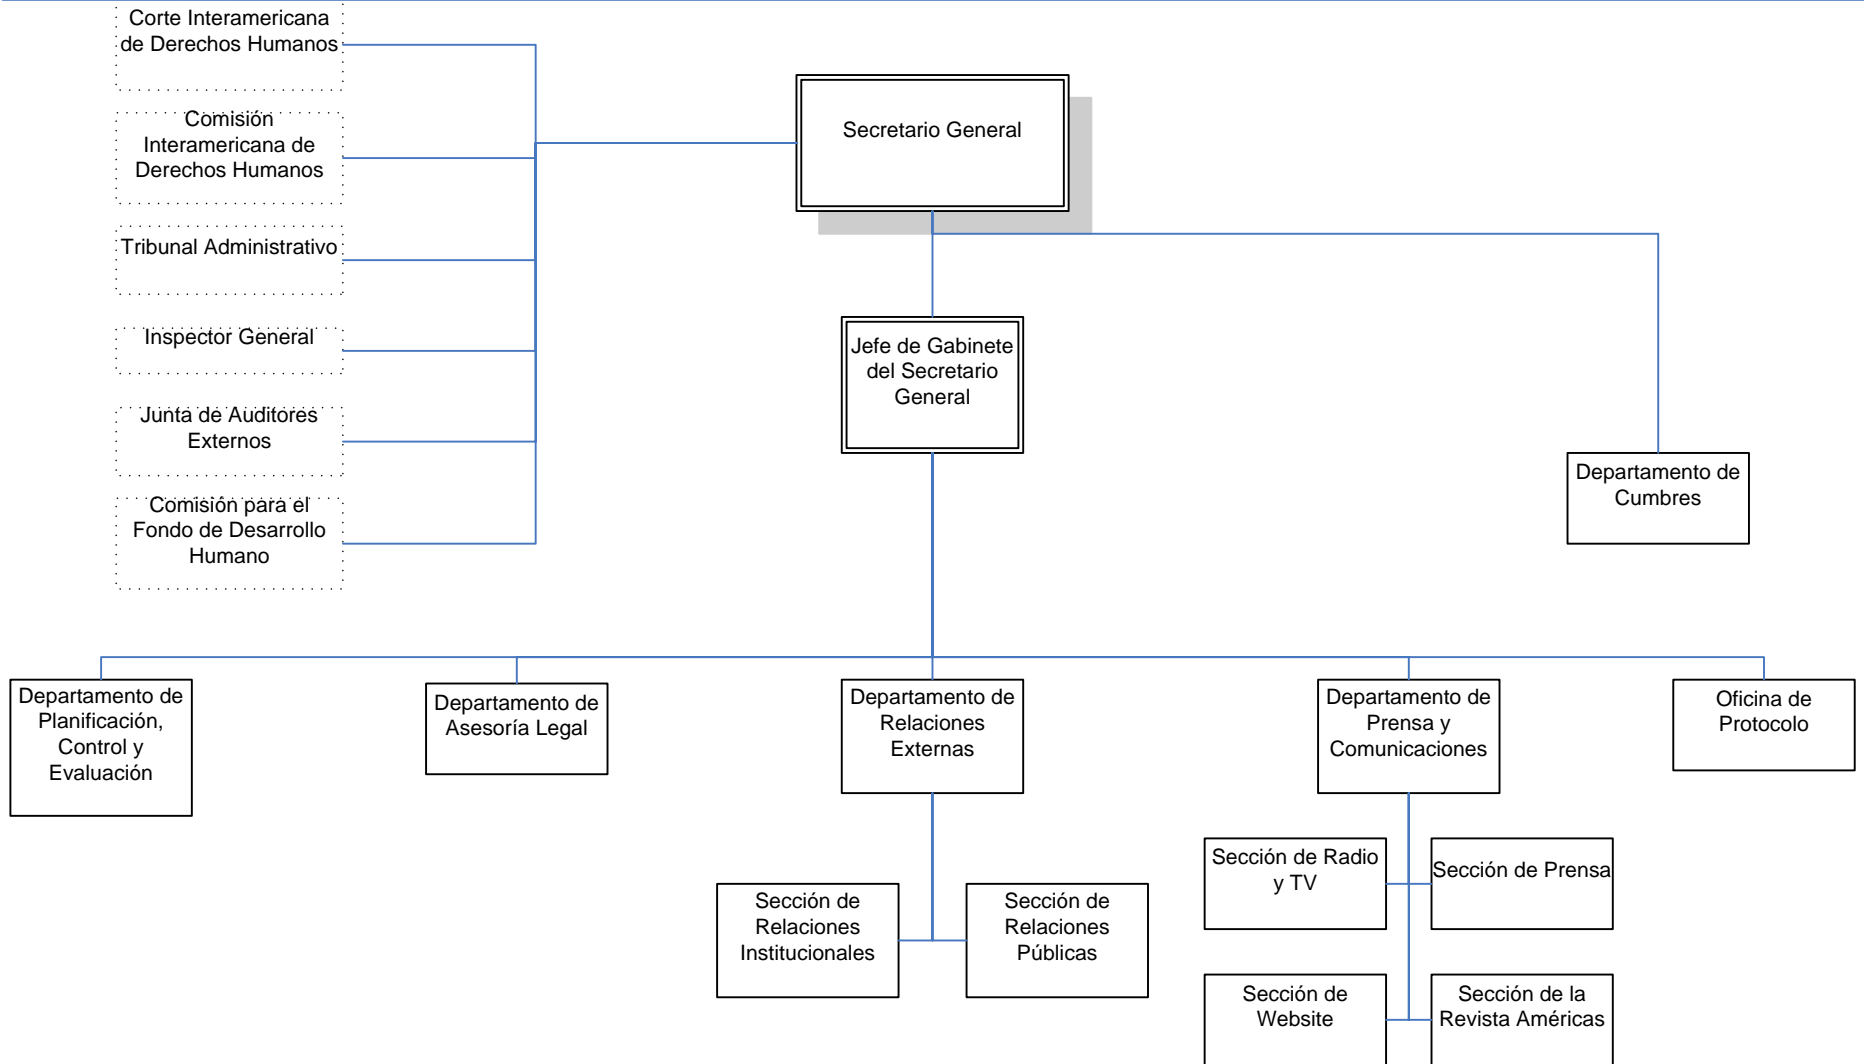 Corte Interamericana
de Derechos Humanos
Comisión
Interamericana de
Derechos Humanos
Tribunal Administrativo
Inspector General
Junta de Auditores
Externos
Comisión para el
Fondo de Desarrollo
Humano
Secretario General
Jefe de Gabinete
del Secretario
General
Departamento de
Cumbres
Departamento de
Planificación,
Control y
Evaluación
Departamento de
Asesoría Legal
Departamento de
Relaciones
Externas
Departamento de
Prensa y
Comunicaciones
Oficina de
Protocolo
Sección de
Relaciones
Institucionales
Sección de
Relaciones
Públicas
Sección de Radio
y TV
Sección de Prensa
Sección de
Website
Sección de la
Revista Américas